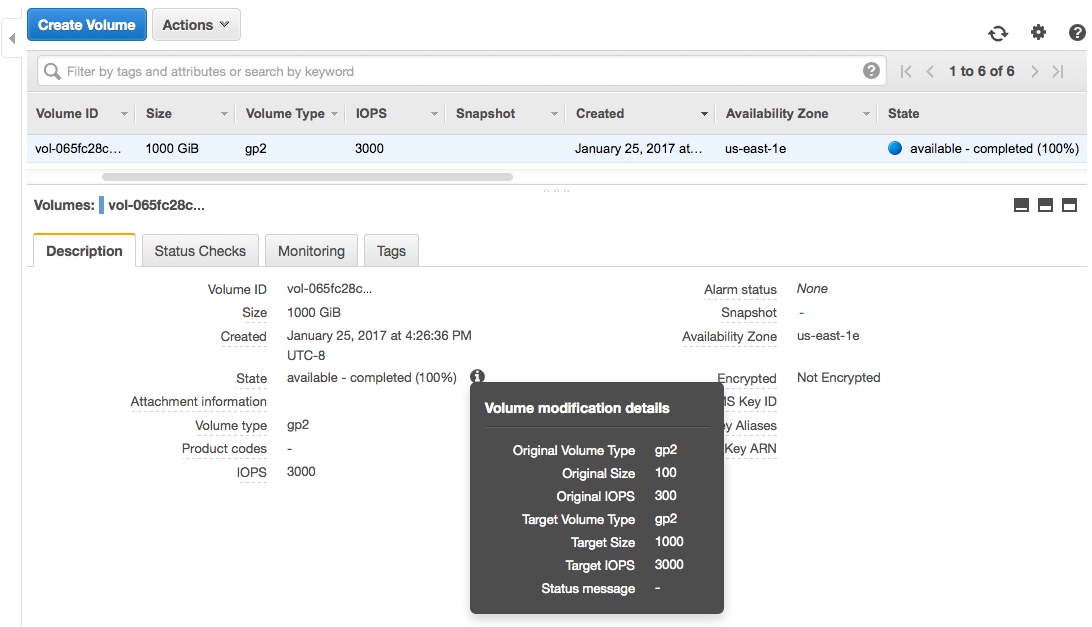 Create Volume Actions
Filter by tags and attributes or search by keyword 1 to 6 of 6
Volume ID Size Volume Type IOPS Snapshot Created Availability Zone State
vol-065fc28c... 1000 GiB gp2 3000 January 25, 2017 at... us-east-1e available - completed (100%)
Volumes: vol-065fc28c...
Description Status Checks Monitoring Tags
Volume ID vol-065fc28c... Alarm status None
Size 1000 GiB Snapshot -
Created January 25, 2017 at 4:26:36 PM Availability Zone us-east-1e
UTC-8
State available - completed (100%) Encrypted Not Encrypted
Attachment information MS Key ID
Volume type gp2 ey Aliases
Product codes - Key ARN
IOPS 3000
Volume modification details
Original Volume Type gp2
Original Size 100
Original IOPS 300
Target Volume Type gp2
Target Size 1000
Target IOPS 3000
Status message -